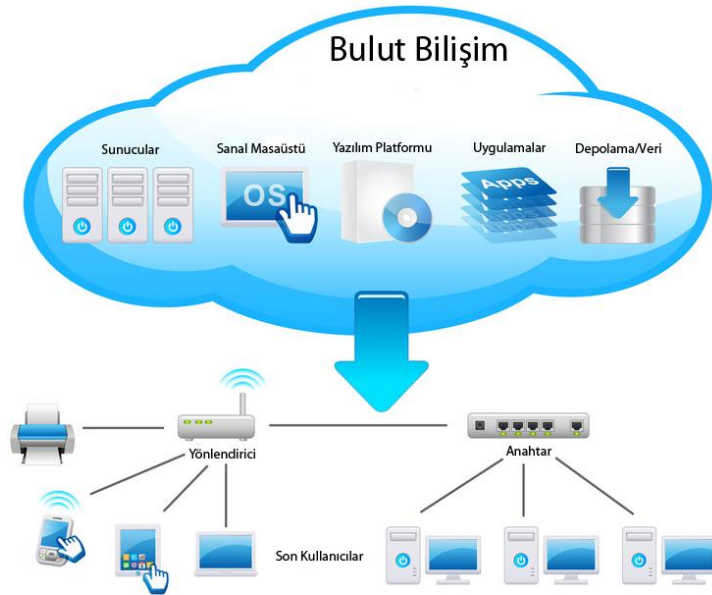 Bulut Bilişim
Sunucular
Sanal Masaüstü
Yazılım Platformu
Uygulamalar
Depolama/Veri
OS
Apps
Yönlendirici
Anahtar
Son Kullanıcılar